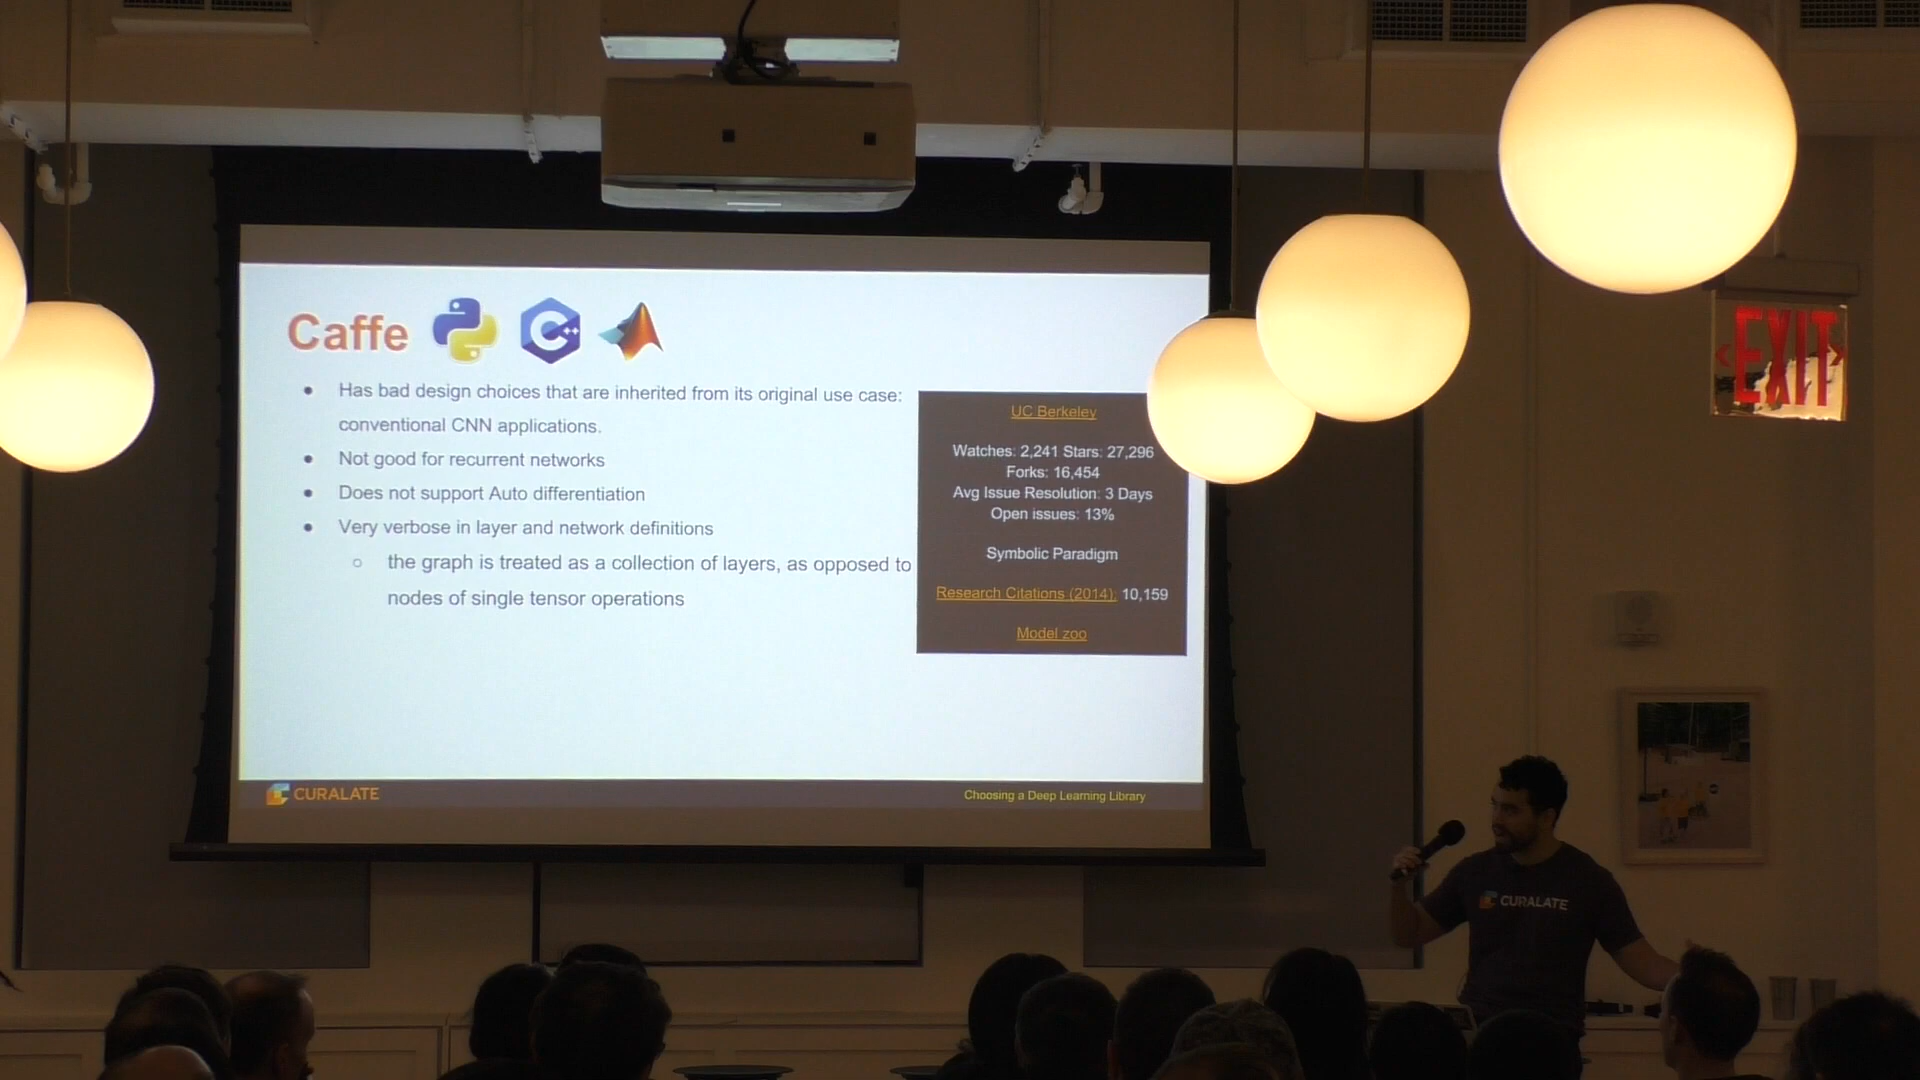 Caffe
C++
Has bad design choices that are inherited from its original use case:
conventional CNN applications.
Not good for recurrent networks
Does not support Auto differentiation
Very verbose in layer and network definitions
the graph is treated as a collection of layers, as opposed to
nodes of single tensor operations
UC Berkeley
Watches: 2,241 Stars: 27,296
Forks: 16,454
Avg Issue Resolution: 3 Days
Open issues: 13%
Symbolic Paradigm
Research Citations (2014): 10,159
Model zoo
CURALATE
Choosing a Deep Learning Library
EXIT
CURALATE